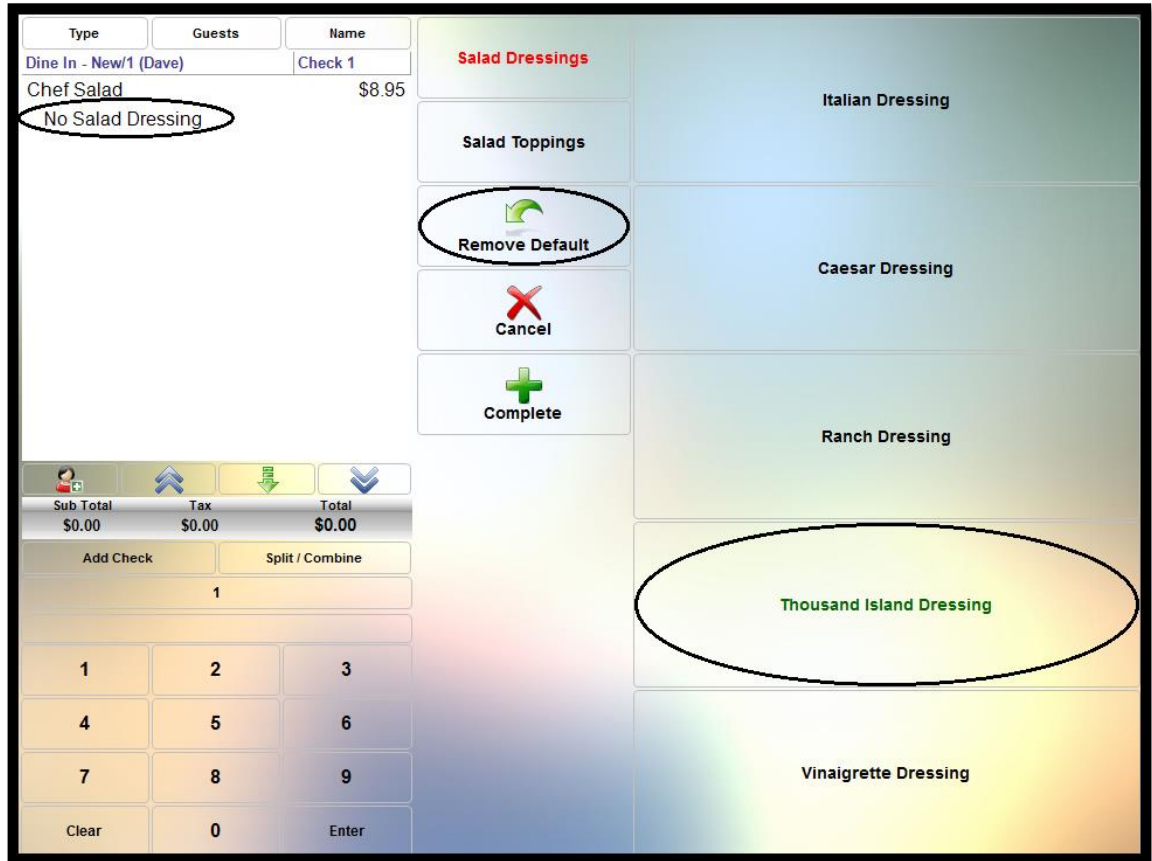 Type Guests Name
Dine In - New/1 (Dave) Check 1
Chef Salad $8.95
No Salad Dressing
Sub Total Tax Total
$0.00 $0.00 $0.00
Add Check Split / Combine
1
1 2 3
4 5 6
7 8 9
Clear 0 Enter
Salad Dressings
Salad Toppings
Remove Default
Cancel
Complete
Italian Dressing
Caesar Dressing
Ranch Dressing
Thousand Island Dressing
Vinaigrette Dressing